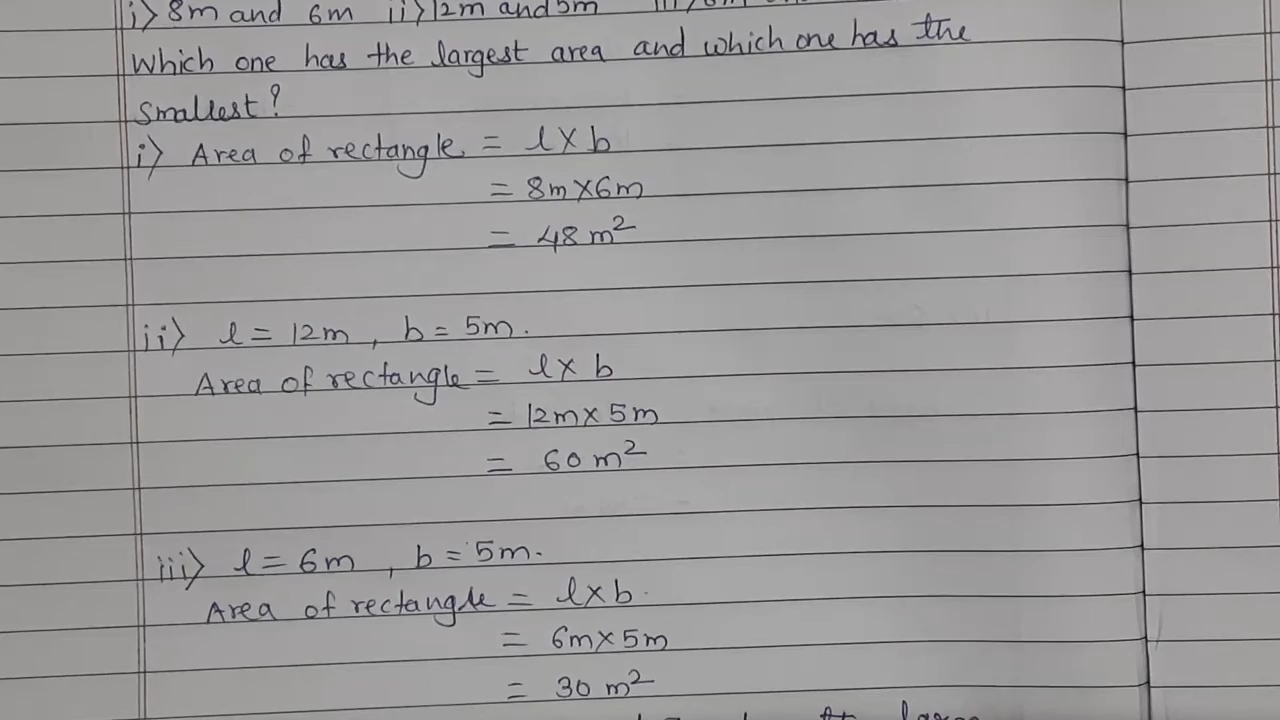 i) 8m and 6m ii) 12m and 5m
Which one has the largest area and which one has the
smallest?
i) Area of rectangle = l × b
= 8m × 6m
= 48 m²
ii) l = 12m, b = 5m.
Area of rectangle = l × b
= 12m × 5m
= 60 m²
iii) l = 6m, b = 5m.
Area of rectangle = l × b.
= 6m × 5m
= 30 m²